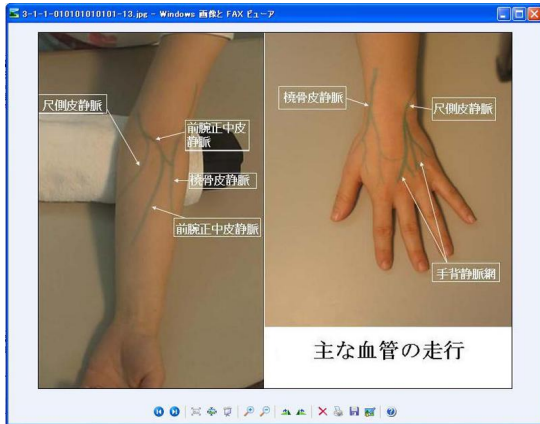 3-1-1-010101010101-13.jpg - Windows 画像と FAX ビューア
尺側皮静脈
前腕正中皮
静脈
橈骨皮静脈
前腕正中皮静脈
橈骨皮静脈
尺側皮静脈
手背静脈網
主な血管の走行